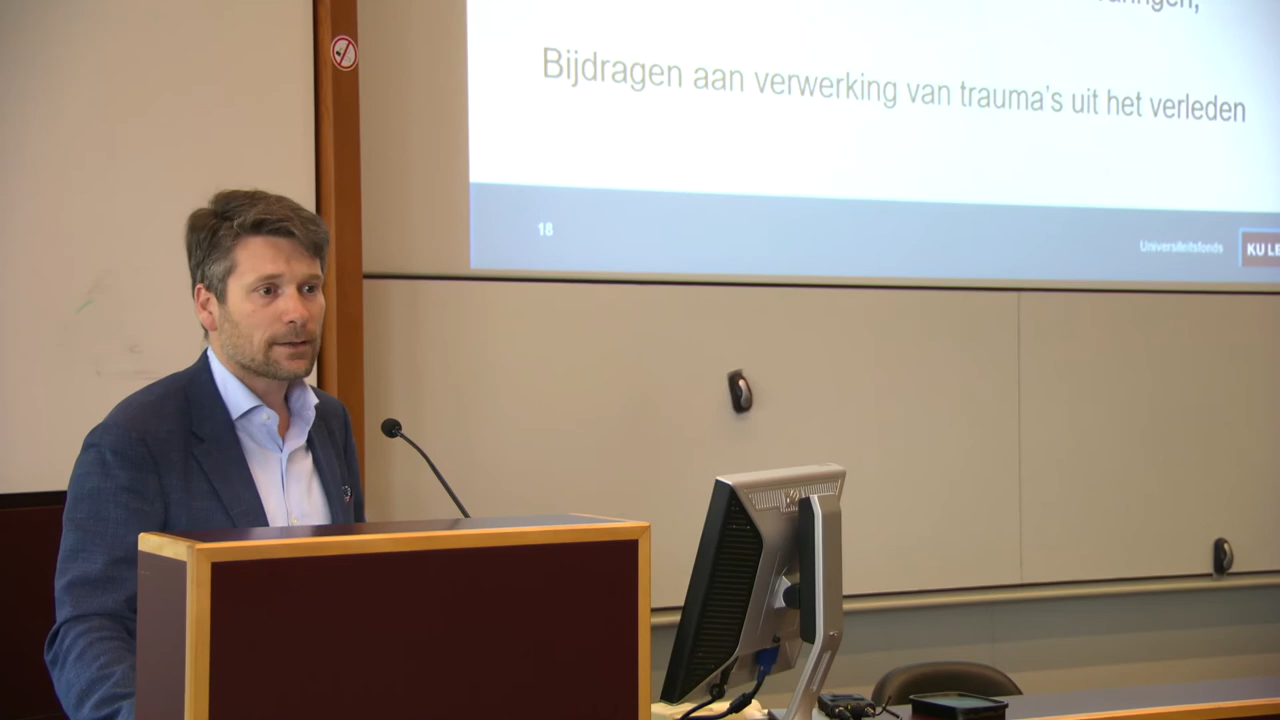 Bijdragen aan verwerking van trauma's uit het verleden
18
Universiteitsfonds
KU LE